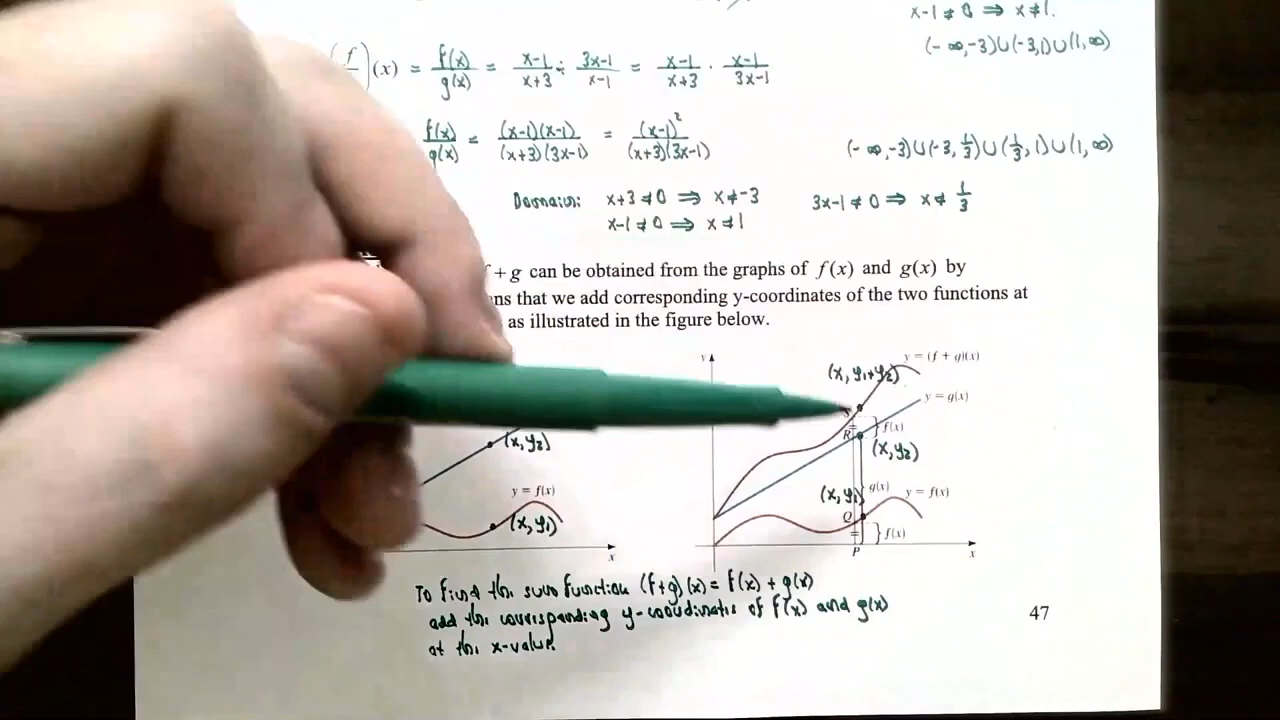 x-1 ≠ 0 ⇒ x ≠ 1.
(-∞,-3)∪(-3,1)∪(1,∞)
(f/g)(x) = f(x)/g(x) = x-1/x+3 ÷ 3x-1/x-1 = x-1/x+3 · x-1/3x-1
f(x)/g(x) = (x-1)(x-1)/(x+3)(3x-1) = (x-1)²/(x+3)(3x-1)
(-∞,-3)∪(-3,1/3)∪(1/3,1)∪(1,∞)
Domain: x+3 ≠ 0 ⇒ x ≠ -3 3x-1 ≠ 0 ⇒ x ≠ 1/3
x-1 ≠ 0 ⇒ x ≠ 1
+ g can be obtained from the graphs of f(x) and g(x) by
that we add corresponding y-coordinates of the two functions at
as illustrated in the figure below.
y
y = (f + g)(x)
(x, y₁+y₂)
y = g(x)
S
f(x)
R
(x,y₂)
(x,y₂)
y = f(x)
(x, y₁)
g(x)
y = f(x)
(x,y₁)
Q
f(x)
x
P
x
To find the sum function (f+g)(x) = f(x) + g(x)
add the corresponding y-coordinates of f(x) and g(x)
at the x-value.
47